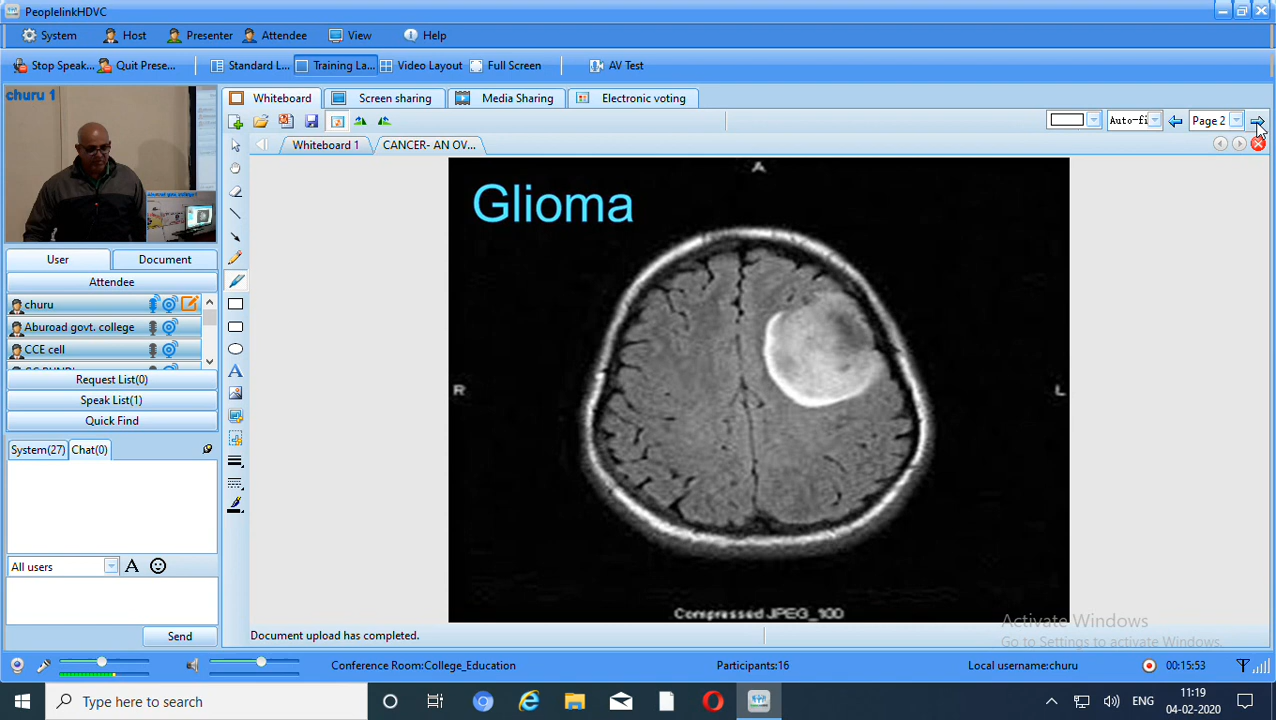 PeoplelinkHDVC
System Host Presenter Attendee View Help
Stop Speak... Quit Prese... Standard L... Training La... Video Layout Full Screen AV Test
churu 1
Whiteboard Screen sharing Media Sharing Electronic voting
Auto-fi Page 2
Whiteboard 1 CANCER- AN OV...
User Document
Attendee
churu
Aburoad govt. college
CCE cell
Request List(0)
Speak List(1)
Quick Find
System(27) Chat(0)
All users A
Send
A
Glioma
R L
Compressed JPEG_100
Activate Windows
Go to Settings to activate Windows.
Document upload has completed.
Conference Room:College_Education Participants:16 Local username:churu 00:15:53
Type here to search
ENG 11:19
04-02-2020